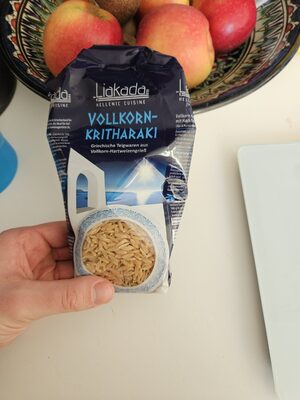 Liakada
HELLENIC CUISINE
VOLLKORN-
KRITHARAKI
Griechische Teigwaren aus
Vollkorn-Hartweizengrieß